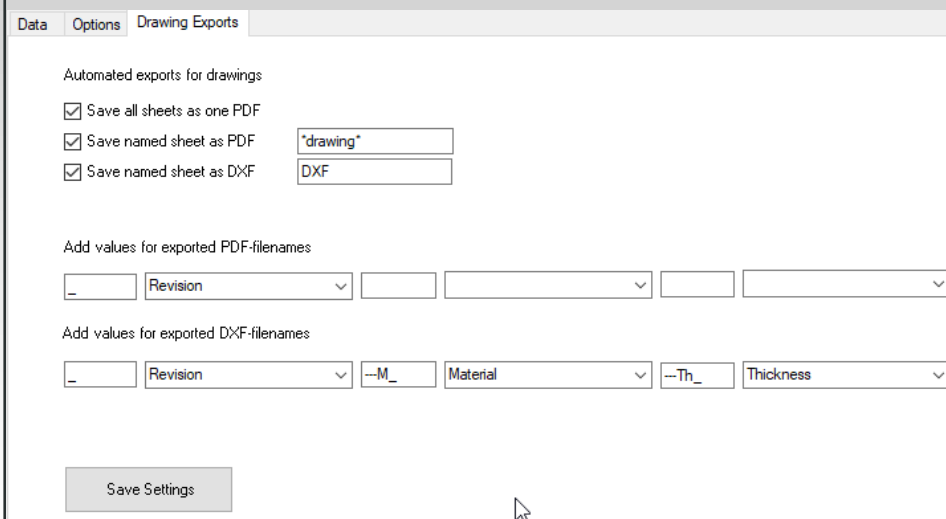 Data Options Drawing Exports
Automated exports for drawings
Save all sheets as one PDF
Save named sheet as PDF *drawing*
Save named sheet as DXF DXF
Add values for exported PDF-filenames
_ Revision
Add values for exported DXF-filenames
_ Revision ---M_ Material ---Th_ Thickness
Save Settings